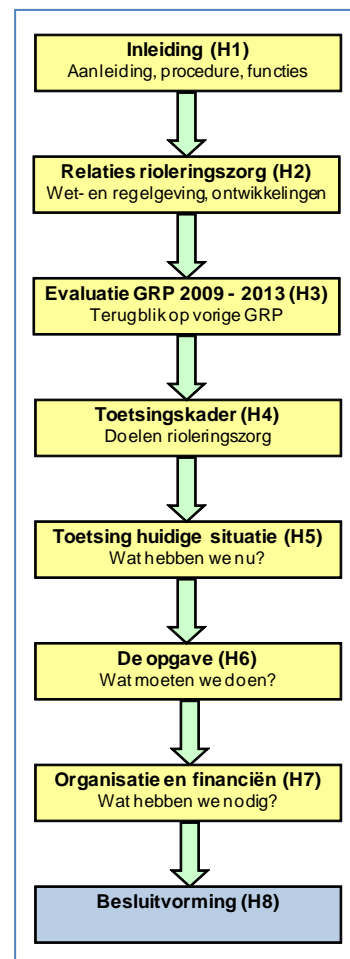 Inleiding (H1)
Aanleiding, procedure, functies
Relaties rioleringszorg (H2)
Wet- en regelgeving, ontwikkelingen
Evaluatie GRP 2009 - 2013 (H3)
Terugblik op vorige GRP
Toetsingskader (H4)
Doelen rioleringszorg
Toetsing huidige situatie (H5)
Wat hebben we nu?
De opgave (H6)
Wat moeten we doen?
Organisatie en financiën (H7)
Wat hebben we nodig?
Besluitvorming (H8)